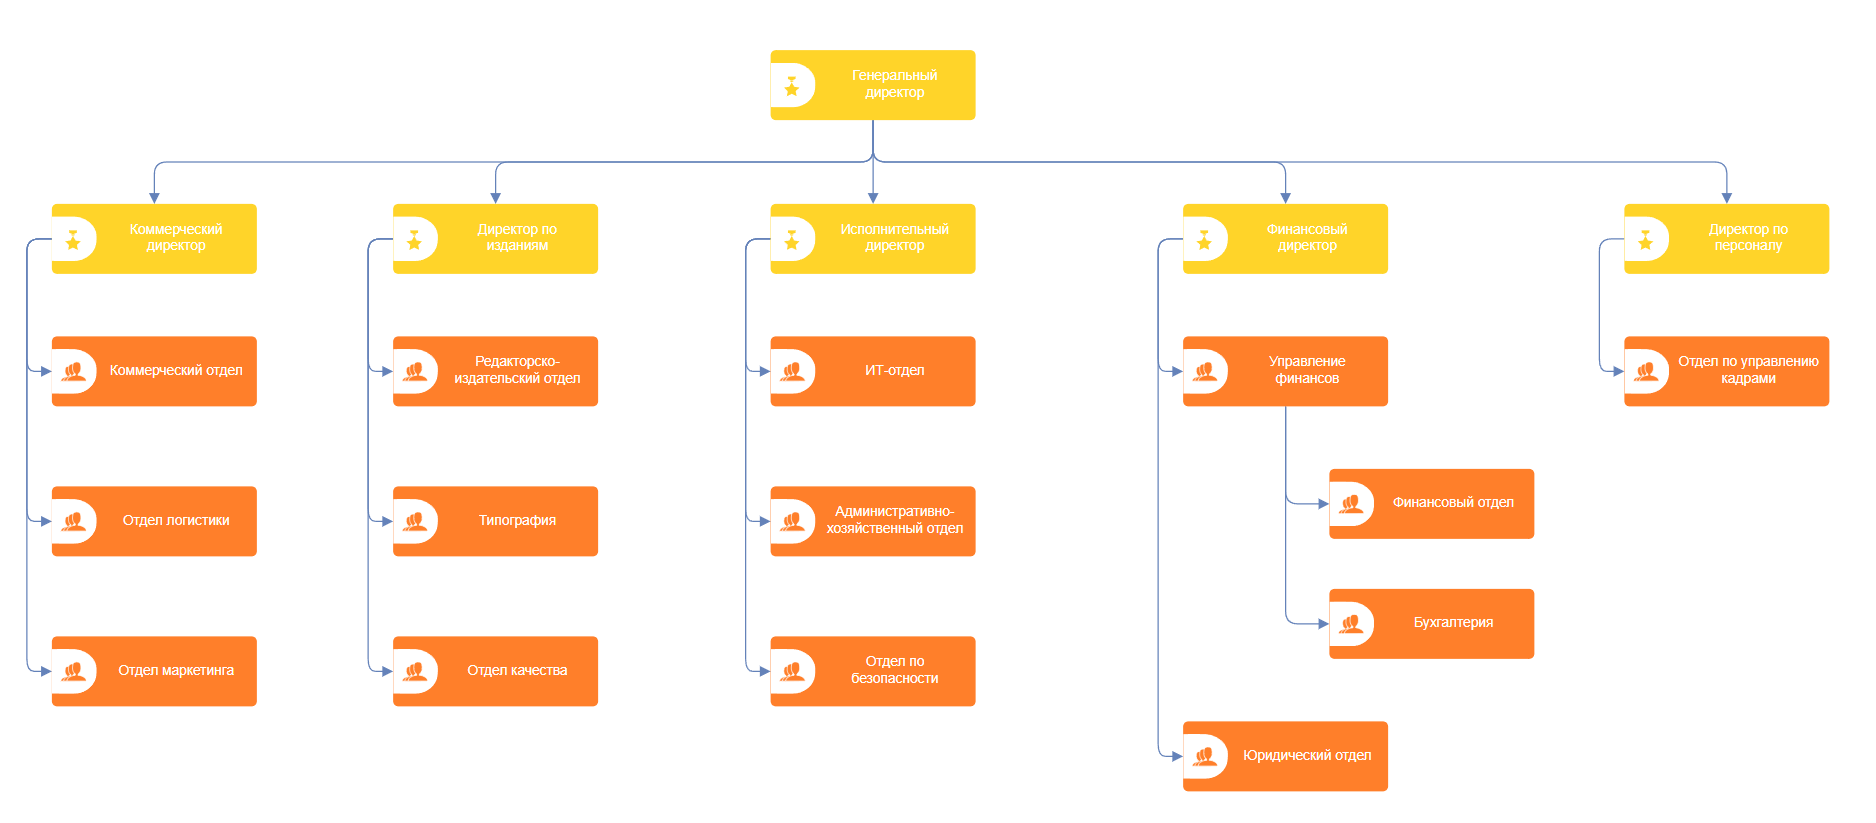 Генеральный
директор
Коммерческий
директор
Директор по
изданиям
Исполнительный
директор
Финансовый
директор
Директор по
персоналу
Коммерческий отдел
Редакторско-
издательский отдел
ИТ-отдел
Управление
финансов
Отдел по управлению
кадрами
Отдел логистики
Типография
Административно-
хозяйственный отдел
Финансовый отдел
Бухгалтерия
Отдел маркетинга
Отдел качества
Отдел по
безопасности
Юридический отдел